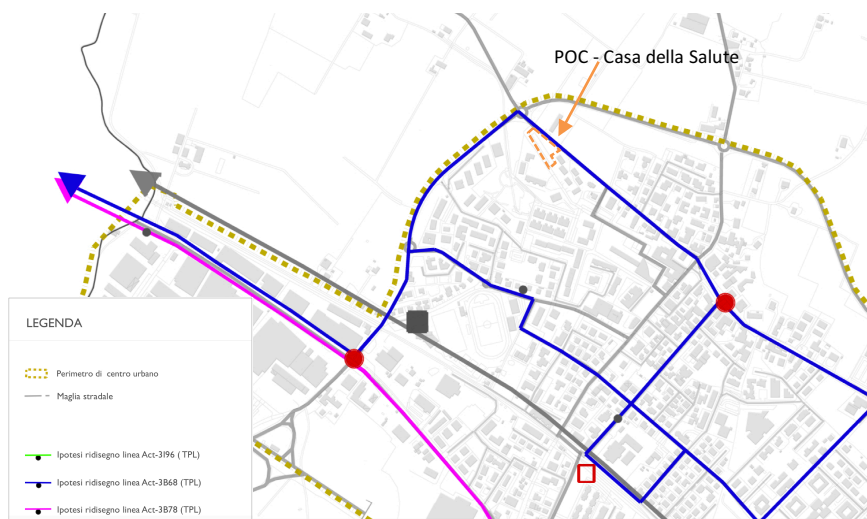 POC - Casa della Salute
LEGENDA
Perimetro di centro urbano
Maglia stradale
Ipotesi ridisegno linea Act-3I96 (TPL)
Ipotesi ridisegno linea Act-3B68 (TPL)
Ipotesi ridisegno linea Act-3B78 (TPL)